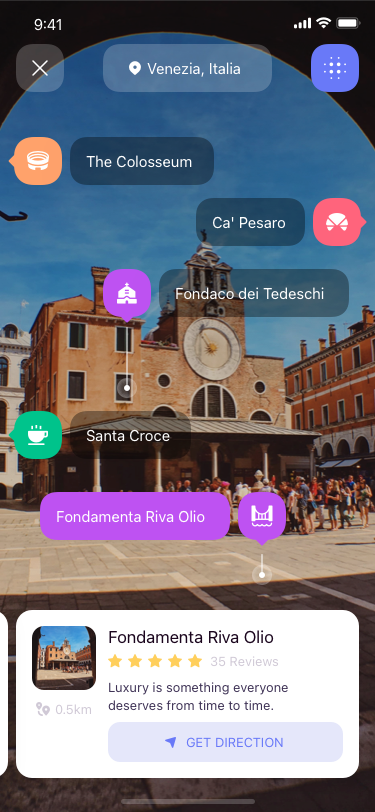 9:41
Venezia, Italia
The Colosseum
Ca' Pesaro
Fondaco dei Tedeschi
Santa Croce
Fondamenta Riva Olio
Fondamenta Riva Olio
35 Reviews
Luxury is something everyone
deserves from time to time.
0.5km
GET DIRECTION